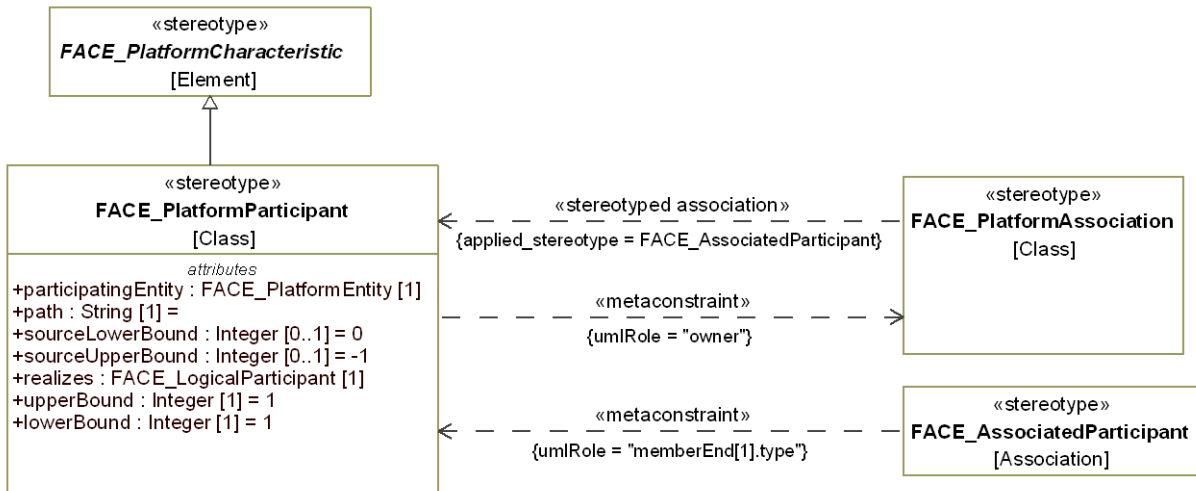 «stereotype»
FACE_PlatformCharacteristic
[Element]
«stereotype»
FACE_PlatformParticipant
[Class]
attributes
+participatingEntity : FACE_PlatformEntity [1]
+path : String [1] =
+sourceLowerBound : Integer [0..1] = 0
+sourceUpperBound : Integer [0..1] = -1
+realizes : FACE_LogicalParticipant [1]
+upperBound : Integer [1] = 1
+lowerBound : Integer [1] = 1
«stereotyped association»
{applied_stereotype = FACE_AssociatedParticipant}
«metaconstraint»
{umlRole = "owner"}
«metaconstraint»
{umlRole = "memberEnd[1].type"}
«stereotype»
FACE_PlatformAssociation
[Class]
«stereotype»
FACE_AssociatedParticipant
[Association]